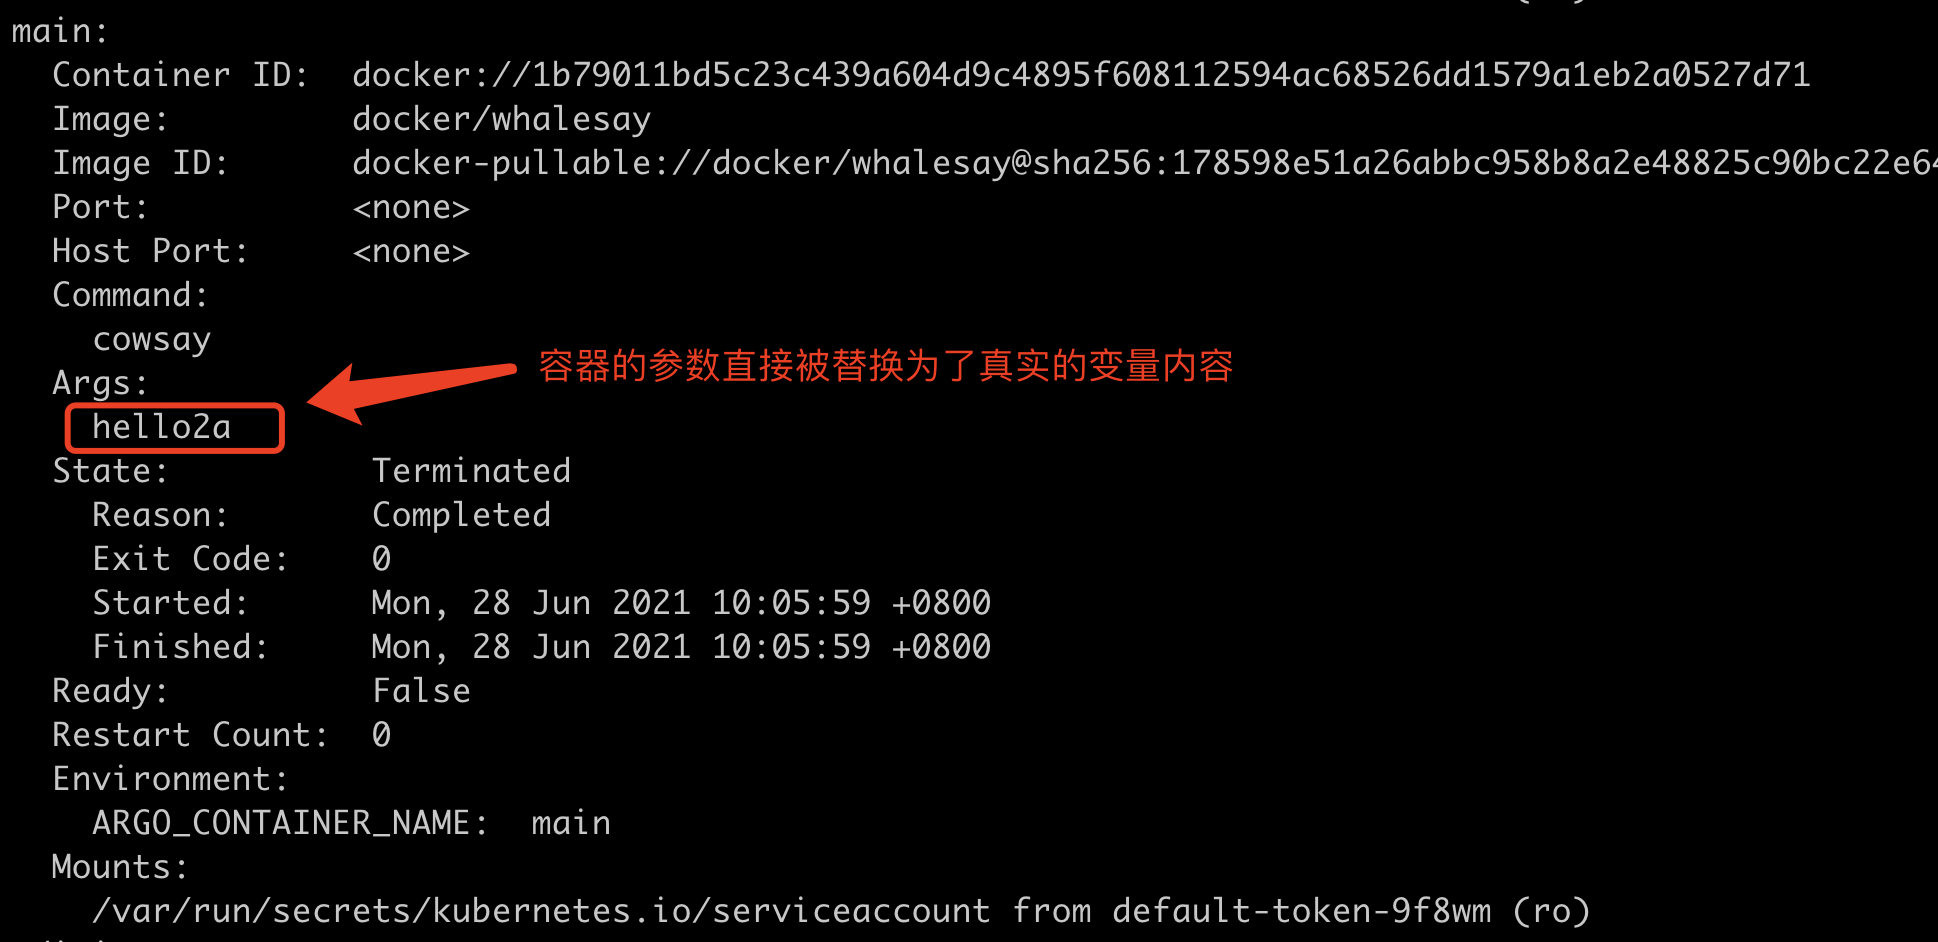 main:
Container ID: docker://1b79011bd5c23c439a604d9c4895f608112594ac68526dd1579a1eb2a0527d71
Image: docker/whalesay
Image ID: docker-pullable://docker/whalesay@sha256:178598e51a26abbc958b8a2e48825c90bc22e64
Port: <none>
Host Port: <none>
Command:
cowsay
容器的参数直接被替换为了真实的变量内容
Args:
hello2a
State: Terminated
Reason: Completed
Exit Code: 0
Started: Mon, 28 Jun 2021 10:05:59 +0800
Finished: Mon, 28 Jun 2021 10:05:59 +0800
Ready: False
Restart Count: 0
Environment:
ARGO_CONTAINER_NAME: main
Mounts:
/var/run/secrets/kubernetes.io/serviceaccount from default-token-9f8wm (ro)